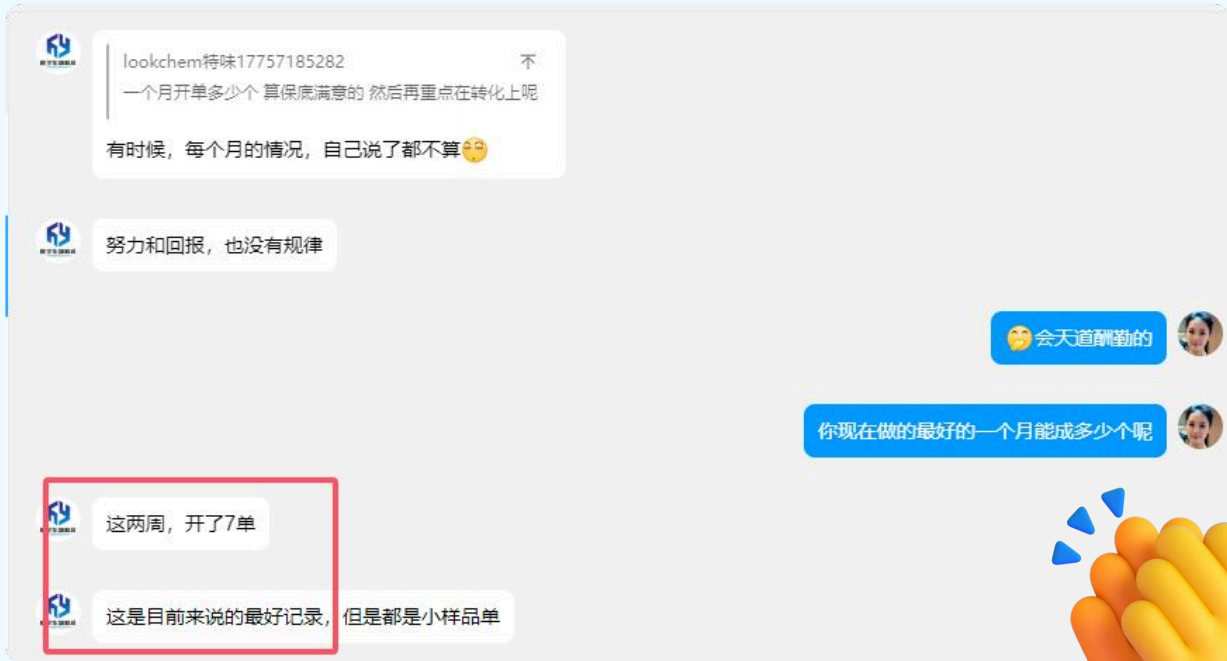 lookchem特味17757185282
一个月开单多少个 算保底满意的 然后再重点在转化上呢
有时候，每个月的情况，自己说了都不算
努力和回报，也没有规律
会天道酬勤的
你现在做的最好的一个月能成多少个呢
这两周，开了7单
这是目前来说的最好记录，但是都是小样品单